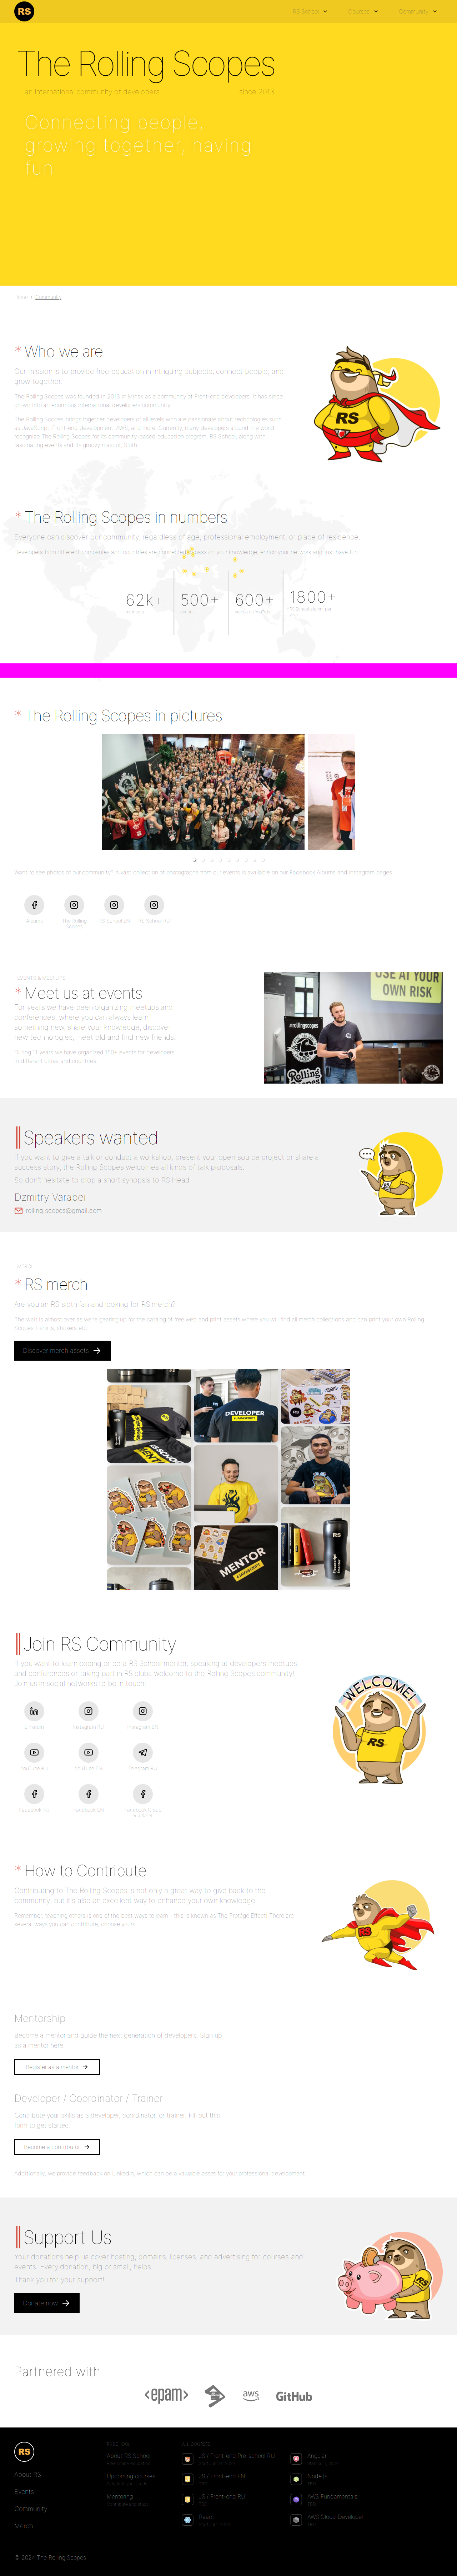 RS
RS School
Courses
Community
The Rolling Scopes
an international community of developers
since 2013
Connecting people,
growing together, having
fun
Home / Community
* Who we are
Our mission is to provide free education in intriguing subjects, connect people, and
grow together.
The Rolling Scopes was founded in 2013 in Minsk as a community of Front-end developers. It has since
grown into an enormous international developers community.
The Rolling Scopes brings together developers of all levels who are passionate about technologies such
as JavaScript, Front-end development, AWS, and more. Currently, many developers around the world
recognize The Rolling Scopes for its community-based education program, RS School, along with
fascinating events and its groovy mascot, Sloth.
RS
* The Rolling Scopes in numbers
Everyone can discover our community, regardless of age, professional employment, or place of residence.
Developers from different companies and countries are
62k+
members
500+
600+
1800+
* The Rolling Scopes in pictures
Want to see photos of our community? A vast collection of photographs from our events is available on our Facebook Albums and Instagram pages.
Albums
The Rolling
Scopes
RS School EN
RS School RU
EVENTS & MEETUPS
* Meet us at events
For years we have been organizing meetups and
conferences, where you can always learn
something new, share your knowledge, discover
new technologies, meet old and find new friends.
During 11 years we have organised 150+ events for developers
in different cities and countries
USE AT YOUR
OWN RISK
#rollingscopes
Rolling
Scopes
Speakers wanted
If you want to give a talk or conduct a workshop, present your open source project or share a
success story, the Rolling Scopes welcomes all kinds of talk proposals.
So don't hesitate to drop a short synopsis to RS Head
Dzmitry Varabei
rolling.scopes@gmail.com
MERCH
* RS merch
Are you an RS sloth fan and looking for RS merch?
The wait is almost over as we're gearing up for the catalog of free web and print assets where you will find all merch collections and can print your own Rolling
Scopes t-shirts, stickers etc.
Discover merch assets
DEVELOPER
MENTOR
RS
Join RS Community
If you want to learn coding or be a RS School mentor, speaking at developers meetups
and conferences or taking part in RS clubs welcome to the Rolling Scopes community!
Join us in social networks to be in touch!
WELCOME!
RS
LinkedIn
Instagram RU
Instagram EN
YouTube RU
YouTube EN
Telegram RU
Facebook RU
Facebook EN
Facebook Group
RU & EN
* How to Contribute
Contributing to The Rolling Scopes is not only a great way to give back to the
community, but it's also an excellent way to enhance your own knowledge.
Remember, teaching others is one of the best ways to learn - this is known as The Protégé Effect! There are
several ways you can contribute, choose yours.
RS
Mentorship
Become a mentor and guide the next generation of developers. Sign up
as a mentor here:
Register as a mentor
Developer / Coordinator / Trainer
Contribute your skills as a developer, coordinator, or trainer. Fill out this
form to get started:
Become a contributor
Additionally, we provide feedback on LinkedIn, which can be a valuable asset for your professional development.
Support Us
Your donations help us cover hosting, domains, licenses, and advertising for courses and
events. Every donation, big or small, helps!
Thank you for your support!
Donate now
RS
Partnered with
<epam>
aws
GitHub
RS
About RS
Events
Community
Merch
RS SCHOOL
About RS School
Upcoming courses
Mentoring
ALL COURSES
JS / Front-end Pre-school RU
JS / Front-end EN
JS / Front-end RU
React
Angular
Node.js
AWS Fundamentals
AWS Cloud Developer
© 2024 The Rolling Scopes